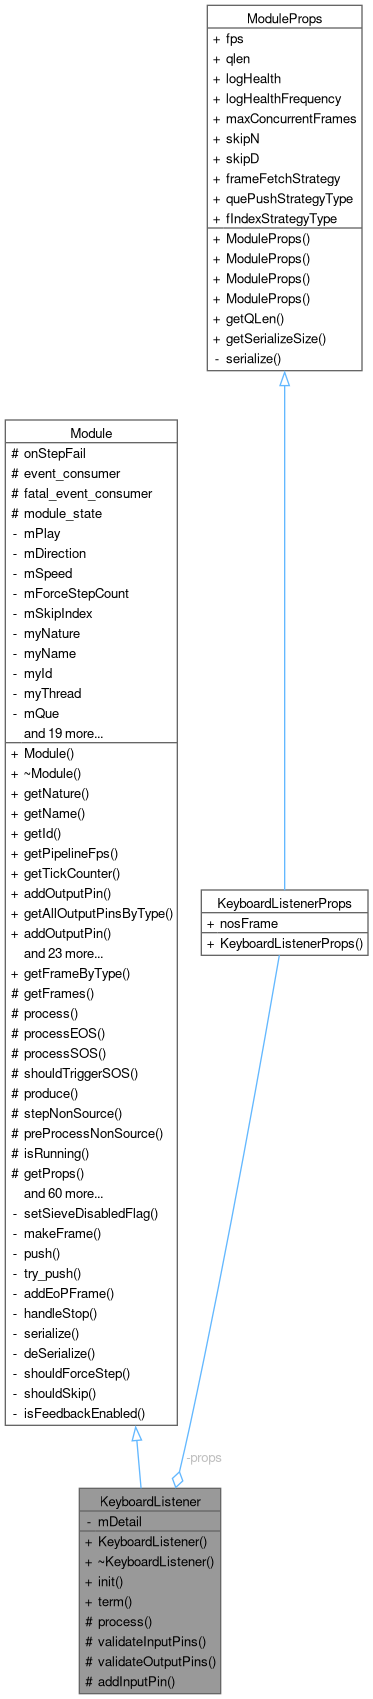 ModuleProps
+ fps
+ qlen
+ logHealth
+ logHealthFrequency
+ maxConcurrentFrames
+ skipN
+ skipD
+ frameFetchStrategy
+ quePushStrategyType
+ fIndexStrategyType
+ ModuleProps()
+ ModuleProps()
+ ModuleProps()
+ ModuleProps()
+ getQLen()
+ getSerializeSize()
- serialize()
Module
# onStepFail
# event_consumer
# fatal_event_consumer
# module_state
- mPlay
- mDirection
- mSpeed
- mForceStepCount
- mSkipIndex
- myNature
- myName
- myId
- myThread
- mQue
and 19 more...
+ Module()
+ ~Module()
+ getNature()
+ getName()
+ getId()
+ getPipelineFps()
+ getTickCounter()
+ addOutputPin()
+ getAllOutputPinsByType()
+ addOutputPin()
and 23 more...
+ getFrameByType()
# getFrames()
# process()
# processEOS()
# processSOS()
# shouldTriggerSOS()
# produce()
# stepNonSource()
# preProcessNonSource()
# isRunning()
# getProps()
and 60 more...
- setSieveDisabledFlag()
- makeFrame()
- push()
- try_push()
- addEoPFrame()
- handleStop()
- serialize()
- deSerialize()
- shouldForceStep()
- shouldSkip()
- isFeedbackEnabled()
KeyboardListenerProps
+ nosFrame
+ KeyboardListenerProps()
-props
KeyboardListener
- mDetail
+ KeyboardListener()
+ ~KeyboardListener()
+ init()
+ term()
# process()
# validateInputPins()
# validateOutputPins()
# addInputPin()